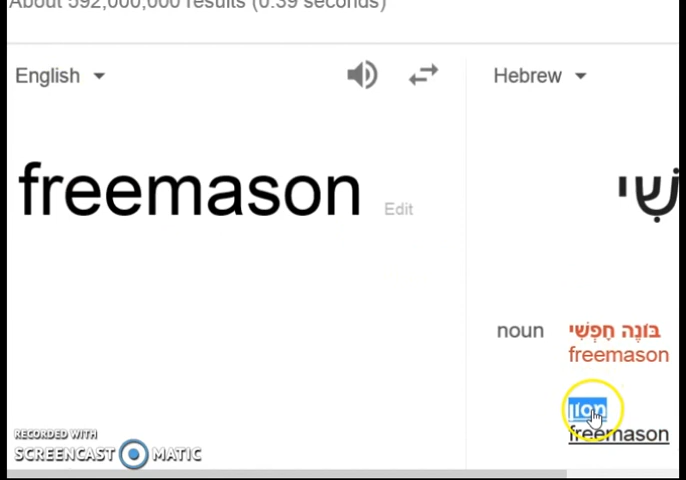 About 592,000,000 results (0.39 seconds)
English
Hebrew
freemason
Edit
שִׁי
noun
בּוֹנֶה חָפְשִׁי
freemason
freemason
RECORDED WITH
SCREENCAST MATIC